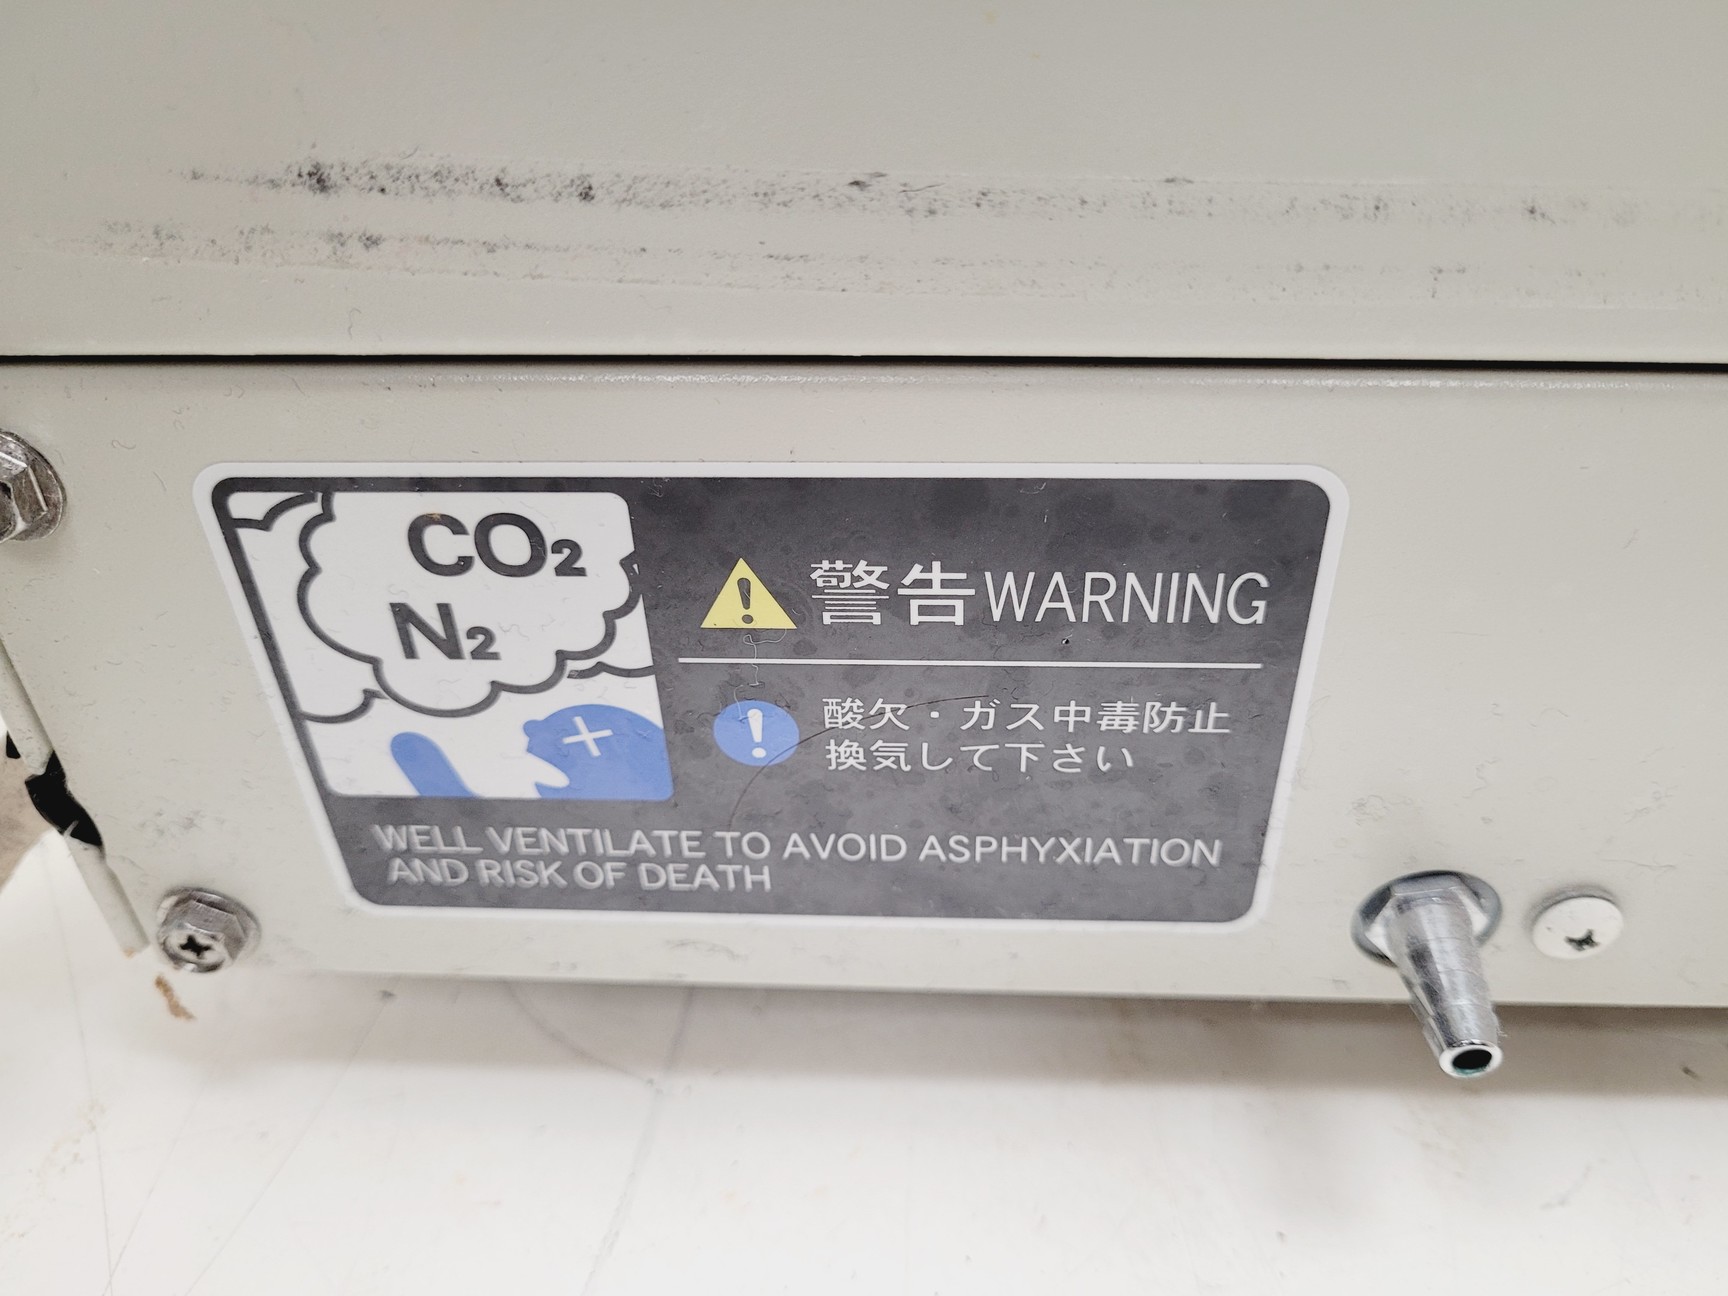 CO₂
N₂
警告WARNING
酸欠・ガス中毒防止
換気して下さい
WELL VENTILATE TO AVOID ASPHYXIATION
AND RISK OF DEATH